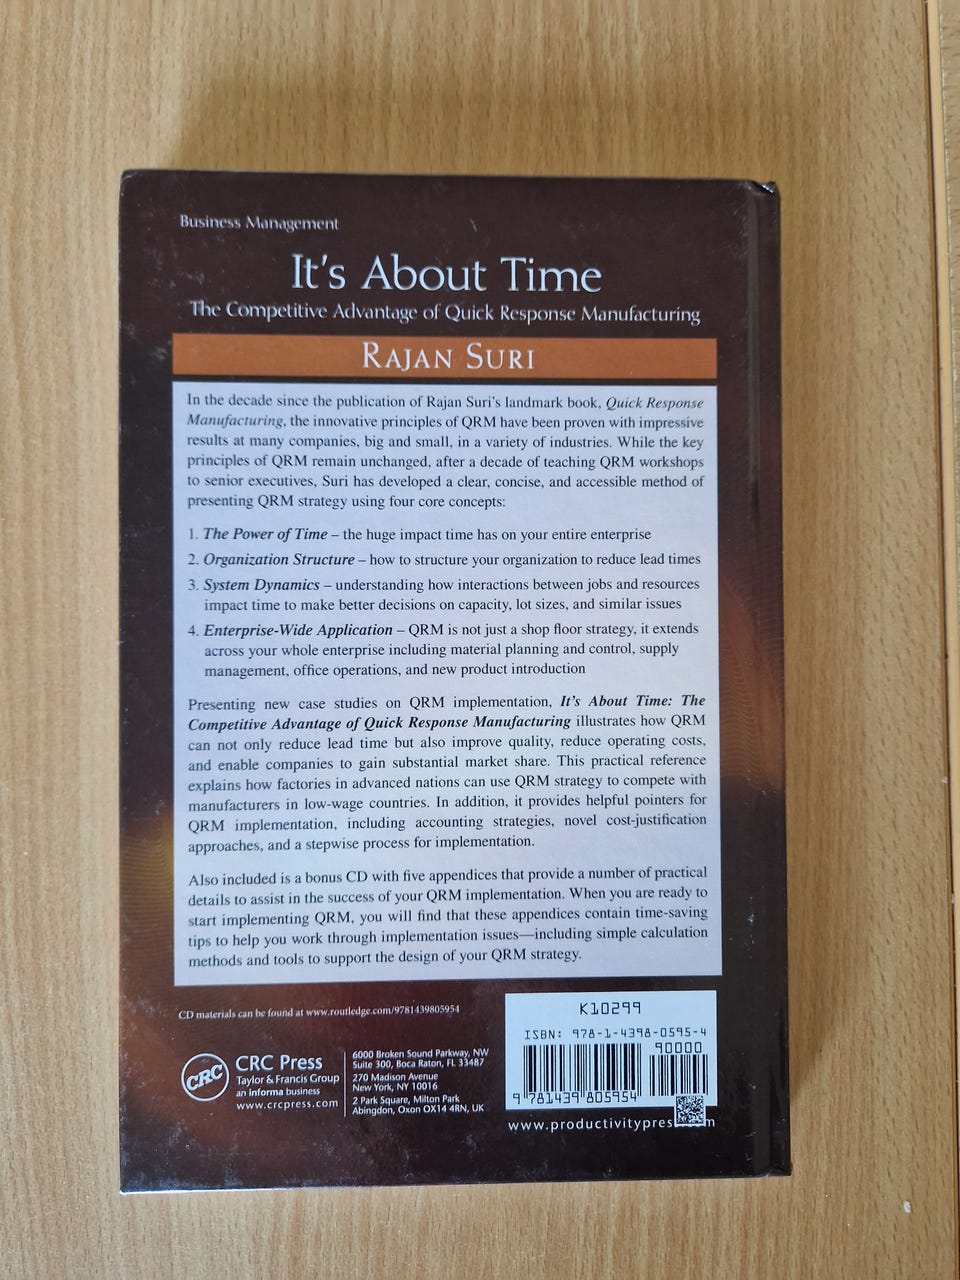 Business Management
It's About Time
The Competitive Advantage of Quick Response Manufacturing
Rajan Suri
In the decade since the publication of Rajan Suri's landmark book, Quick Response
Manufacturing, the innovative principles of QRM have been proven with impressive
results at many companies, big and small, in a variety of industries. While the key
principles of QRM remain unchanged, after a decade of teaching QRM workshops
to senior executives, Suri has developed a clear, concise, and accessible method of
presenting QRM strategy using four core concepts:
1. The Power of Time – the huge impact time has on your entire enterprise
2. Organization Structure – how to structure your organization to reduce lead times
3. System Dynamics – understanding how interactions between jobs and resources
impact time to make better decisions on capacity, lot sizes, and similar issues
4. Enterprise-Wide Application – QRM is not just a shop floor strategy, it extends
across your whole enterprise including material planning and control, supply
management, office operations, and new product introduction
Presenting new case studies on QRM implementation, It's About Time: The
Competitive Advantage of Quick Response Manufacturing illustrates how QRM
can not only reduce lead time but also improve quality, reduce operating costs,
and enable companies to gain substantial market share. This practical reference
explains how factories in advanced nations can use QRM strategy to compete with
manufacturers in low-wage countries. In addition, it provides helpful pointers for
QRM implementation, including accounting strategies, novel cost-justification
approaches, and a stepwise process for implementation.
Also included is a bonus CD with five appendices that provide a number of practical
details to assist in the success of your QRM implementation. When you are ready to
start implementing QRM, you will find that these appendices contain time-saving
tips to help you work through implementation issues—including simple calculation
methods and tools to support the design of your QRM strategy.
CD materials can be found at www.routledge.com/9781439805954
CRC
CRC Press
Taylor & Francis Group
an informa business
www.crcpress.com
6000 Broken Sound Parkway, NW
Suite 300, Boca Raton, FL 33487
270 Madison Avenue
New York, NY 10016
2 Park Square, Milton Park
Abingdon, Oxon OX14 4RN, UK
K10299
ISBN: 978-1-4398-0595-4
90000
9 781439 805954
www.productivitypres m